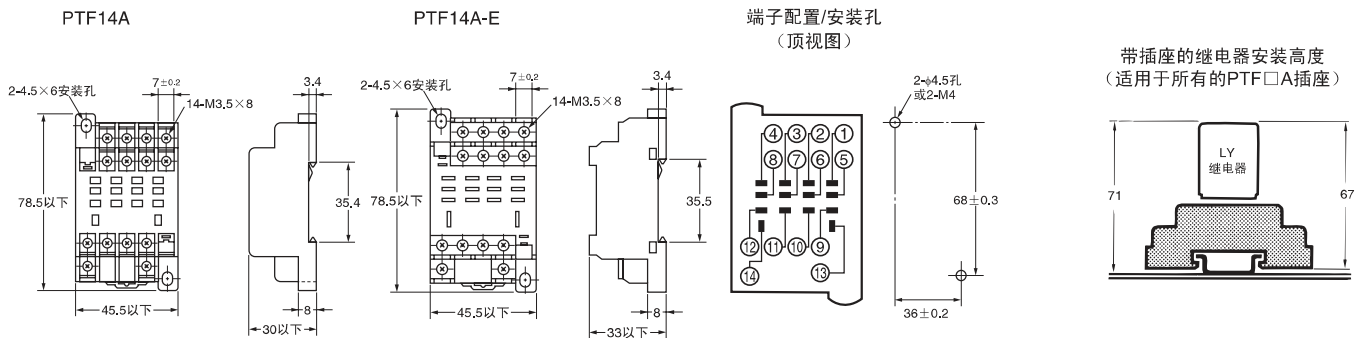 PTF14A
2-4.5×6安装孔
7±0.2
14-M3.5×8
78.5以下
45.5以下
3.4
35.4
8
30以下
PTF14A-E
2-4.5×6安装孔
7±0.2
14-M3.5×8
78.5以下
45.5以下
3.4
35.5
8
33以下
端子配置/安装孔
（顶视图）
④ ③ ② ①
⑧ ⑦ ⑥ ⑤
⑫ ⑪ ⑩ ⑨
⑭ ⑬
2-φ4.5孔
或2-M4
68±0.3
36±0.2
带插座的继电器安装高度
（适用于所有的PTF□A插座）
LY
继电器
71
67